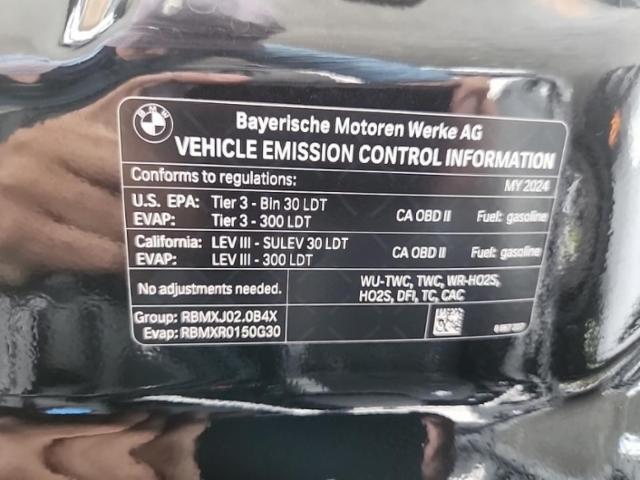 BMW
Bayerische Motoren Werke AG
VEHICLE EMISSION CONTROL INFORMATION
Conforms to regulations: MY 2024
U.S. EPA: Tier 3 - Bin 30 LDT
EVAP: Tier 3 - 300 LDT CA OBD II Fuel: gasoline
California: LEV III - SULEV 30 LDT
EVAP: LEV III - 300 LDT CA OBD II Fuel: gasoline
No adjustments needed.
WU-TWC, TWC, WR-HO2S,
HO2S, DFI, TC, CAC
Group: RBMXJ02.0B4X
Evap: RBMXR0150G30